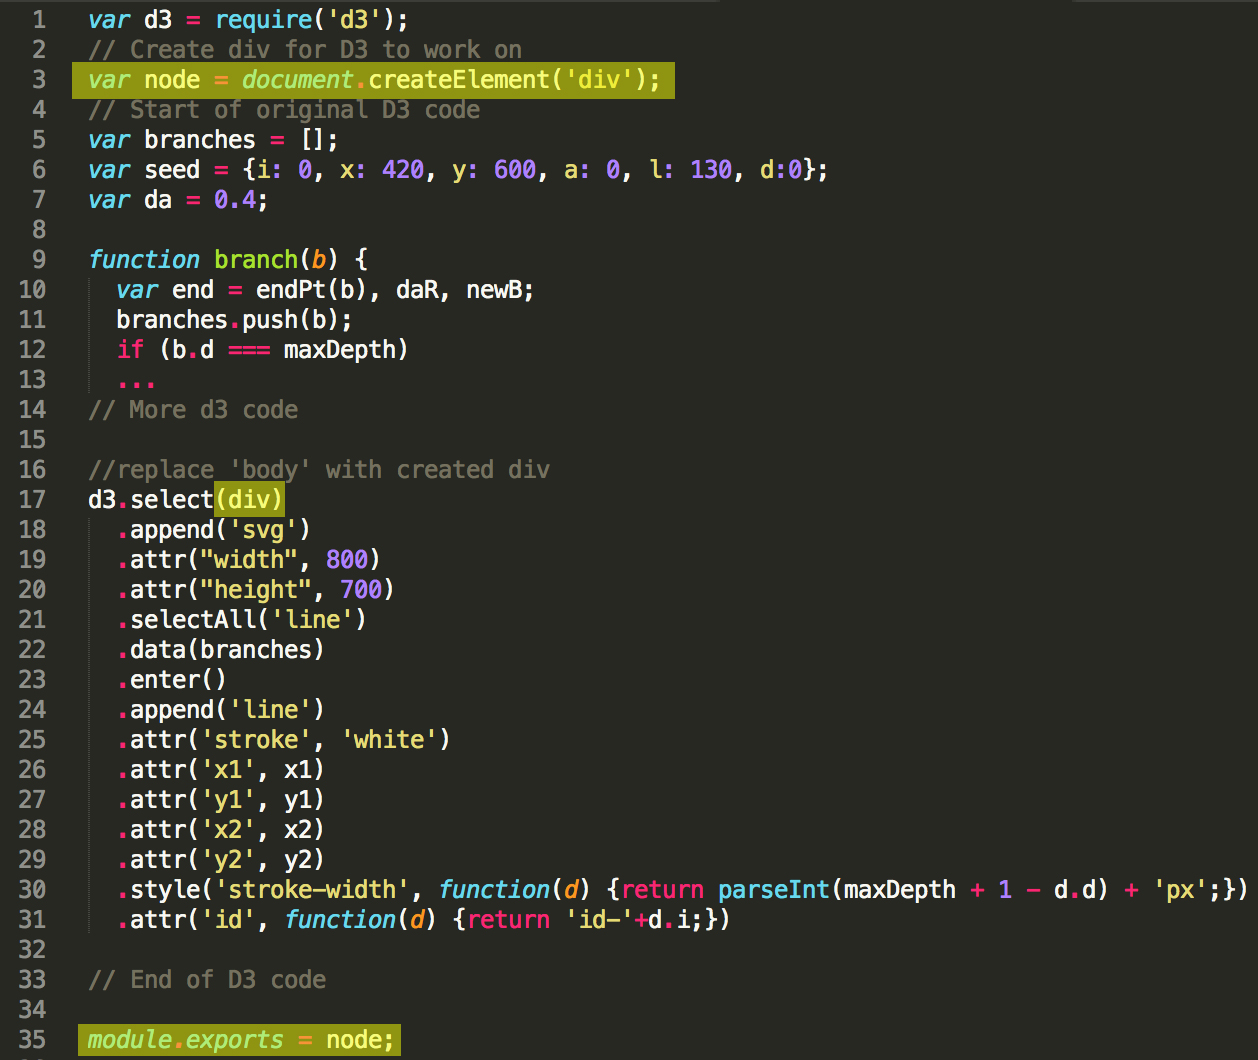 1 var d3 = require('d3');
2 // Create div for D3 to work on
3 var node = document.createElement('div');
4 // Start of original D3 code
5 var branches = [];
6 var seed = {i: 0, x: 420, y: 600, a: 0, l: 130, d:0};
7 var da = 0.4;
8
9 function branch(b) {
10 var end = endPt(b), daR, newB;
11 branches.push(b);
12 if (b.d === maxDepth)
13 ...
14 // More d3 code
15
16 //replace 'body' with created div
17 d3.select(div)
18 .append('svg')
19 .attr("width", 800)
20 .attr("height", 700)
21 .selectAll('line')
22 .data(branches)
23 .enter()
24 .append('line')
25 .attr('stroke', 'white')
26 .attr('x1', x1)
27 .attr('y1', y1)
28 .attr('x2', x2)
29 .attr('y2', y2)
30 .style('stroke-width', function(d) {return parseInt(maxDepth + 1 - d.d) + 'px';})
31 .attr('id', function(d) {return 'id-'+d.i;})
32
33 // End of D3 code
34
35 module.exports = node;